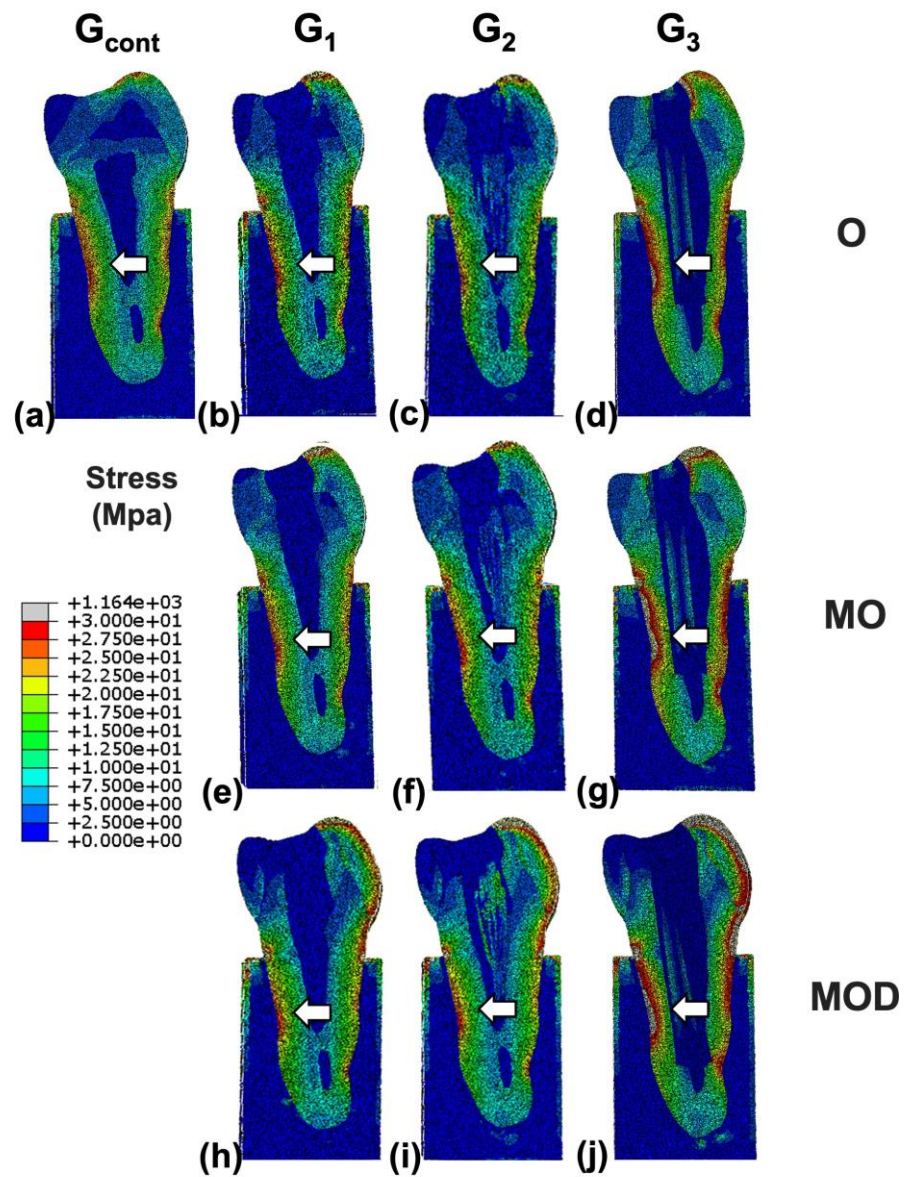 G_cont G_1 G_2 G_3
O
(a) (b) (c) (d)
Stress
(Mpa)
+1.164e+03
+3.000e+01
+2.750e+01
+2.500e+01
+2.250e+01
+2.000e+01
+1.750e+01
+1.500e+01
+1.250e+01
+1.000e+01
+7.500e+00
+5.000e+00
+2.500e+00
+0.000e+00
MO
(e) (f) (g)
MOD
(h) (i) (j)